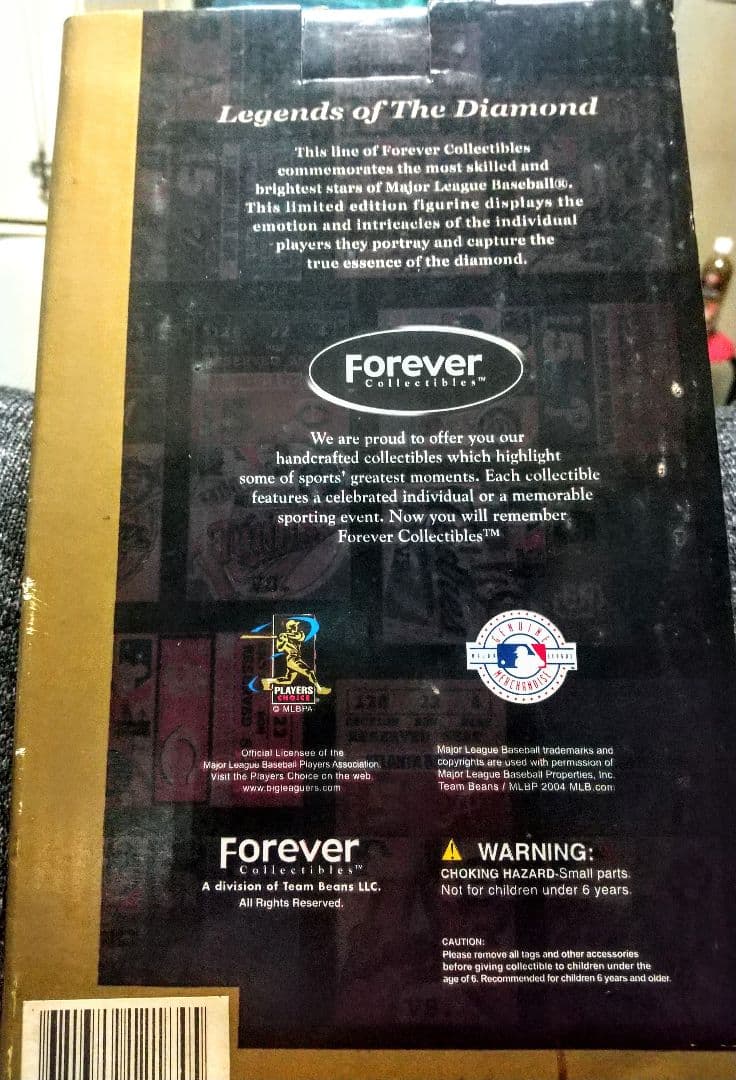 Legends of The Diamond
This line of Forever Collectibles
commemorates the most skilled and
brightest stars of Major League Baseball®.
This limited edition figurine displays the
emotion and intricacies of the individual
players they portray and capture the
true essence of the diamond.
Forever
Collectibles™
We are proud to offer you our
handcrafted collectibles which highlight
some of sports' greatest moments. Each collectible
features a celebrated individual or a memorable
sporting event. Now you will remember
Forever Collectibles™
PLAYERS
CHOICE
© MLBPA
GENUINE
MAJOR LEAGUE
MERCHANDISE
Official Licensee of the
Major League Baseball Players Association
Visit the Players Choice on the web
www.bigleaguers.com
Major League Baseball trademarks and
copyrights are used with permission of
Major League Baseball Properties, Inc.
Team Beans / MLBP 2004 MLB.com
Forever
Collectibles™
A division of Team Beans LLC.
All Rights Reserved.
WARNING:
CHOKING HAZARD-Small parts.
Not for children under 6 years.
CAUTION:
Please remove all tags and other accessories
before giving collectible to children under the
age of 6. Recommended for children 6 years and older.